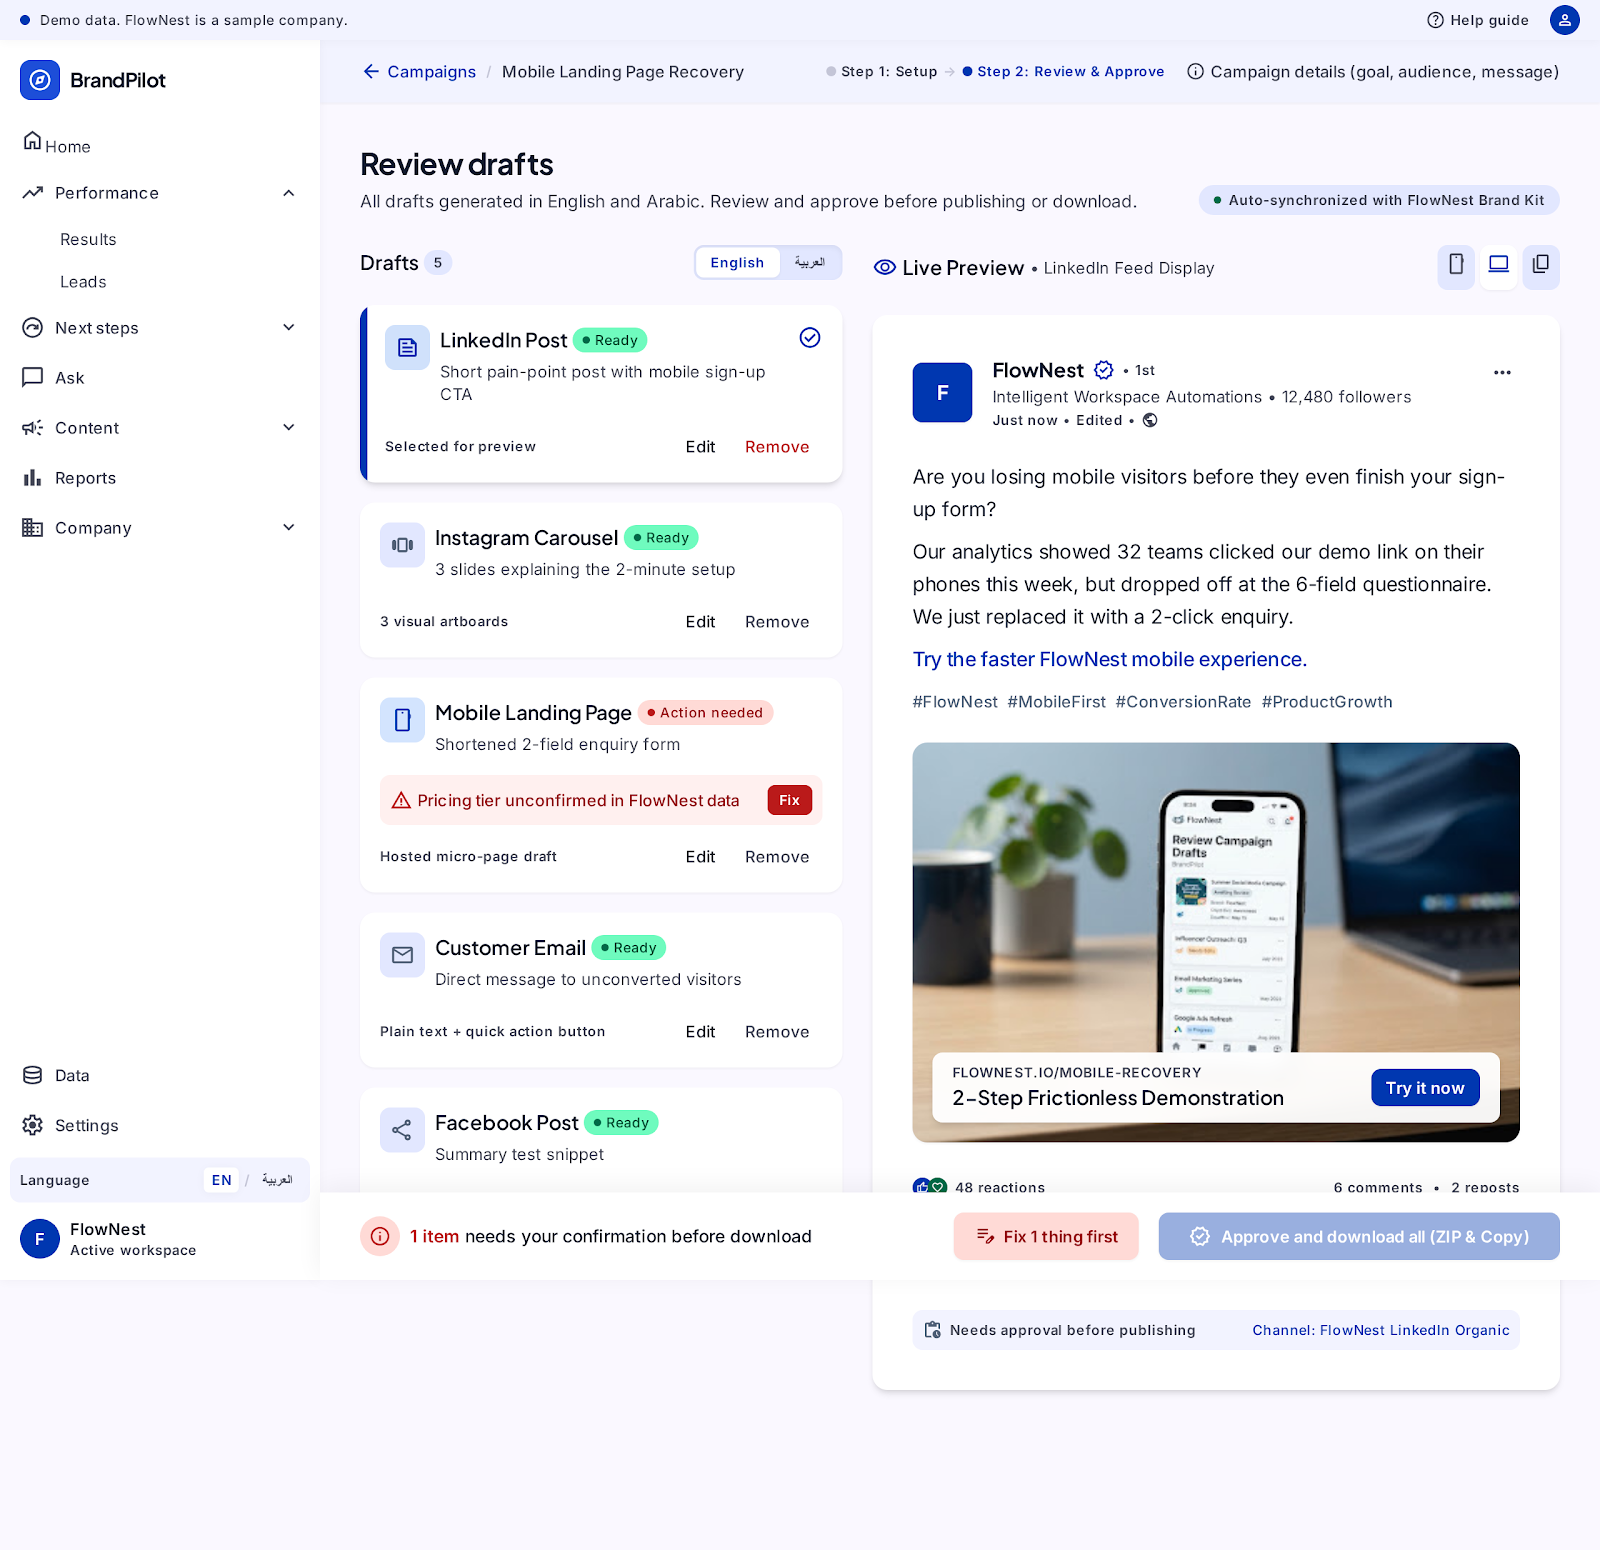 Demo data. FlowNest is a sample company.
Help guide
BrandPilot
Home
Performance
Results
Leads
Next steps
Ask
Content
Reports
Company
Data
Settings
Language
EN / العربية
F
FlowNest
Active workspace
Campaigns / Mobile Landing Page Recovery
Step 1: Setup → Step 2: Review & Approve
Campaign details (goal, audience, message)
Review drafts
All drafts generated in English and Arabic. Review and approve before publishing or download.
Auto-synchronized with FlowNest Brand Kit
Drafts 5
English العربية
LinkedIn Post • Ready
Short pain-point post with mobile sign-up
CTA
Selected for preview Edit Remove
Instagram Carousel • Ready
3 slides explaining the 2-minute setup
3 visual artboards Edit Remove
Mobile Landing Page • Action needed
Shortened 2-field enquiry form
Pricing tier unconfirmed in FlowNest data Fix
Hosted micro-page draft Edit Remove
Customer Email • Ready
Direct message to unconverted visitors
Plain text + quick action button Edit Remove
Facebook Post • Ready
Summary test snippet
Live Preview • LinkedIn Feed Display
F
FlowNest • 1st
Intelligent Workspace Automations • 12,480 followers
Just now • Edited •
Are you losing mobile visitors before they even finish your sign-
up form?
Our analytics showed 32 teams clicked our demo link on their
phones this week, but dropped off at the 6-field questionnaire.
We just replaced it with a 2-click enquiry.
Try the faster FlowNest mobile experience.
#FlowNest #MobileFirst #ConversionRate #ProductGrowth
FlowNest
Review Campaign
Drafts
BrandPilot
Email Marketing Series
Google Ads Refresh
FLOWNEST.IO/MOBILE-RECOVERY
2-Step Frictionless Demonstration
Try it now
48 reactions
6 comments • 2 reposts
1 item needs your confirmation before download
Fix 1 thing first
Approve and download all (ZIP & Copy)
Needs approval before publishing
Channel: FlowNest LinkedIn Organic